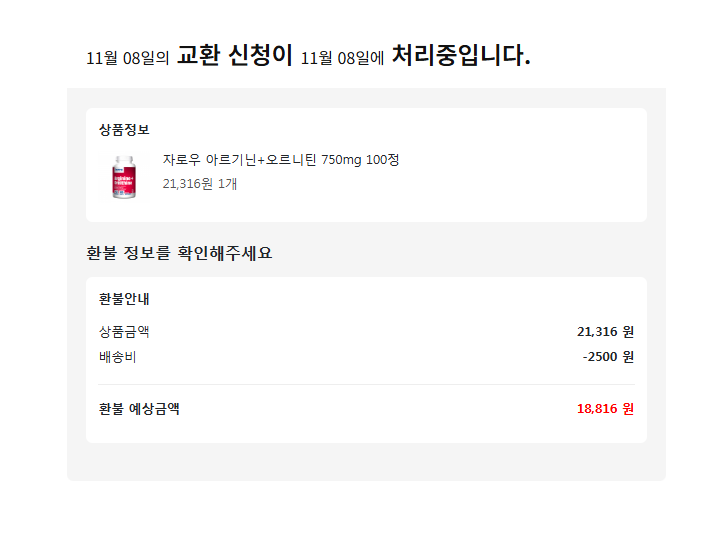 11월 08일의 교환 신청이 11월 08일에 처리중입니다.
상품정보
자로우 아르기닌+오르니틴 750mg 100정
21,316원 1개
환불 정보를 확인해주세요
환불안내
상품금액 21,316 원
배송비 -2500 원
환불 예상금액 18,816 원